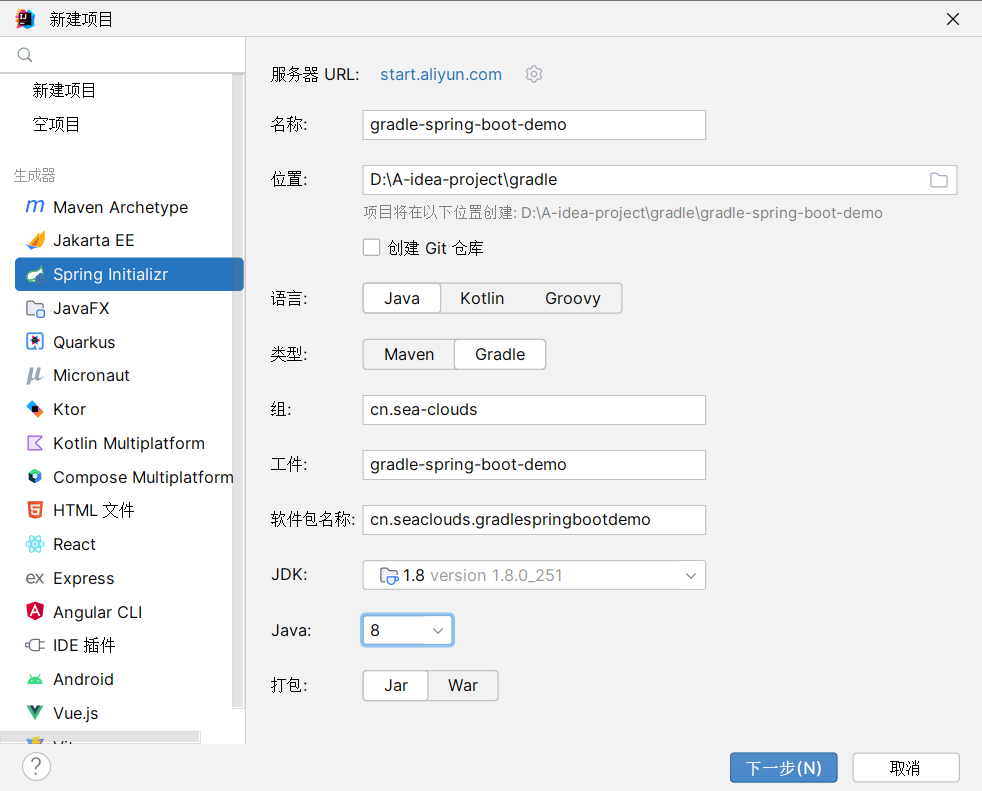 新建项目
新建项目
空项目
生成器
Maven Archetype
Jakarta EE
Spring Initializr
JavaFX
Quarkus
Micronaut
Ktor
Kotlin Multiplatform
Compose Multiplatform
HTML 文件
React
ex Express
Angular CLI
IDE 插件
Android
Vue.js
服务器 URL: start.aliyun.com
名称: gradle-spring-boot-demo
位置: D:\A-idea-project\gradle
项目将在以下位置创建: D:\A-idea-project\gradle\gradle-spring-boot-demo
创建 Git 仓库
语言: Java Kotlin Groovy
类型: Maven Gradle
组: cn.sea-clouds
工件: gradle-spring-boot-demo
软件包名称: cn.seaclouds.gradlespringbootdemo
JDK: 1.8 version 1.8.0_251
Java: 8
打包: Jar War
? 下一步(N) 取消